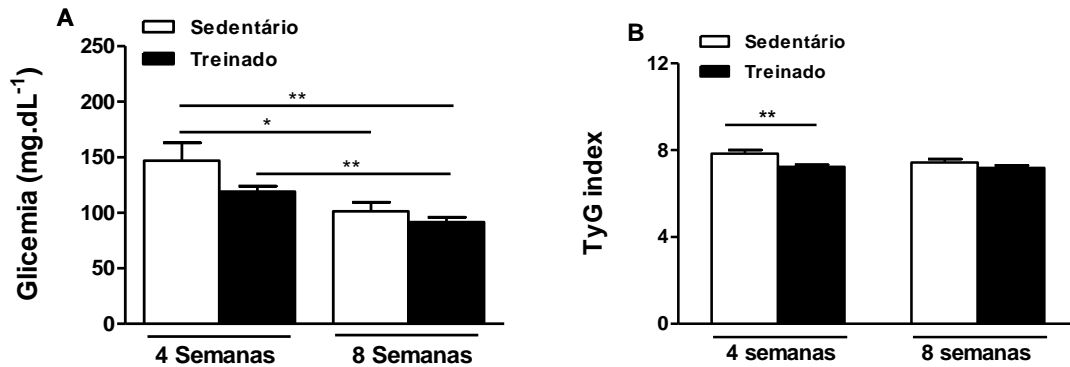 A
Sedentário
Treinado
Glicemia (mg.dL⁻¹)
250
200
150
100
50
0
**
*
**
4 Semanas
8 Semanas
B
Sedentário
Treinado
TyG index
12
8
4
0
**
4 semanas
8 semanas